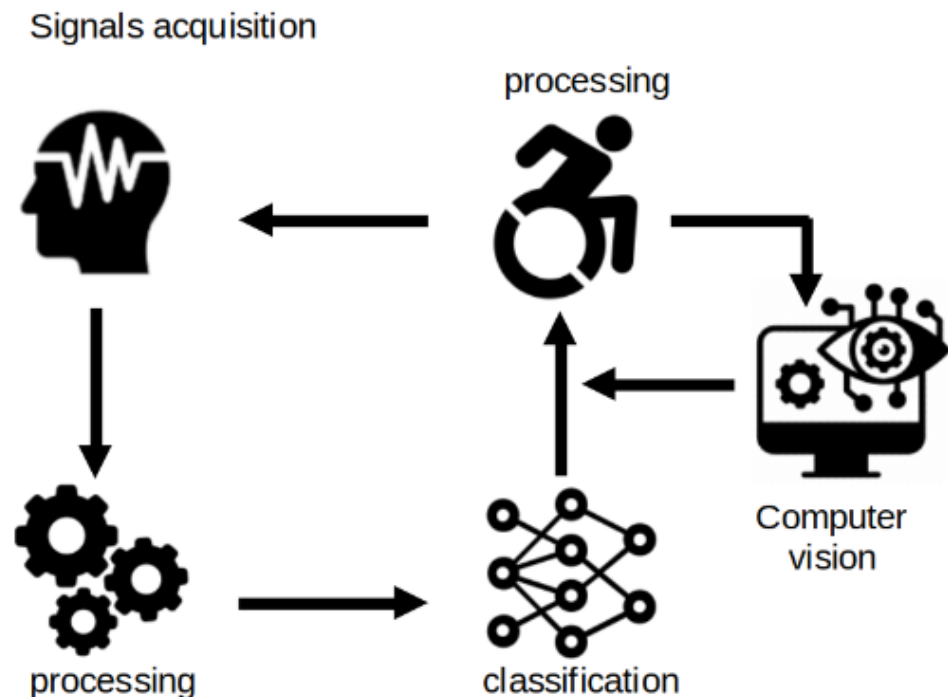 Signals acquisition
processing
Computer
vision
processing
classification